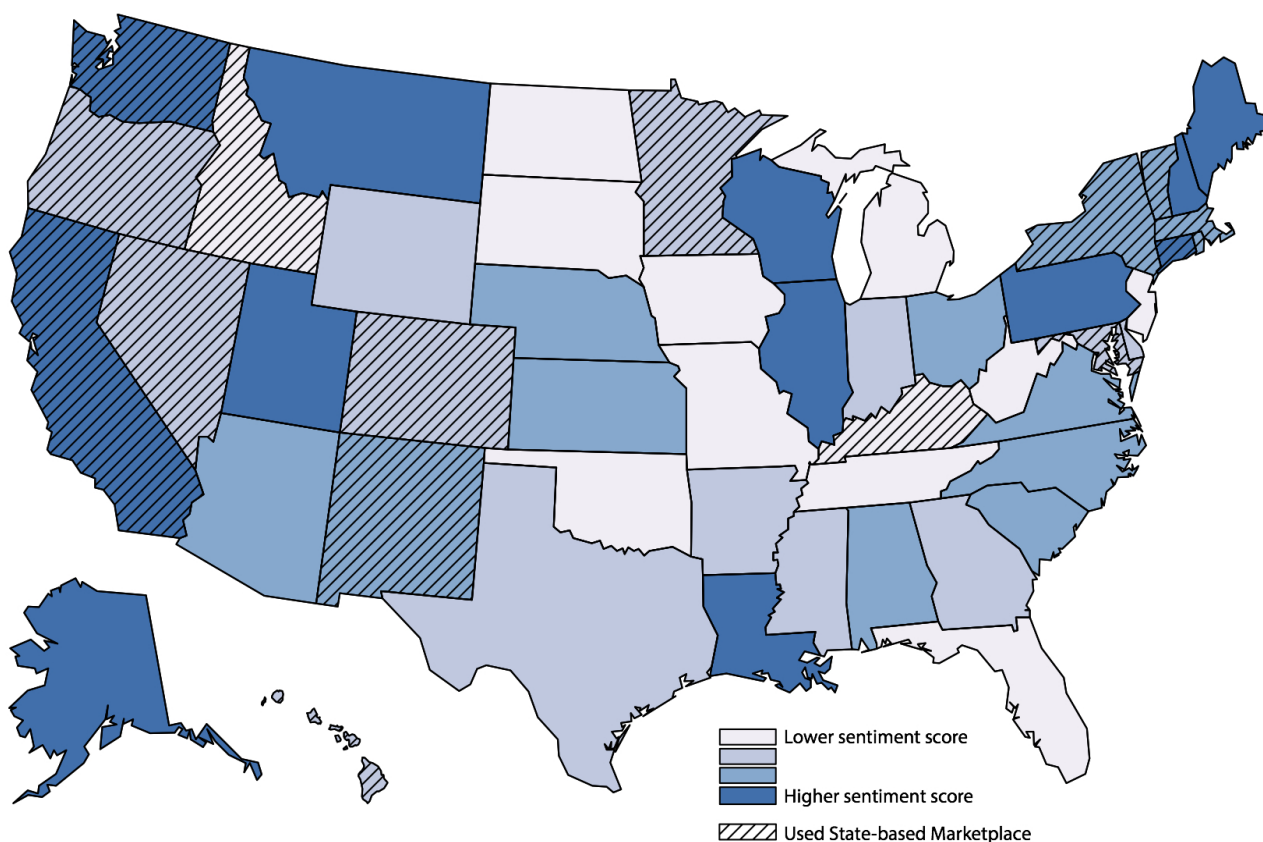 Lower sentiment score
Higher sentiment score
Used State-based Marketplace